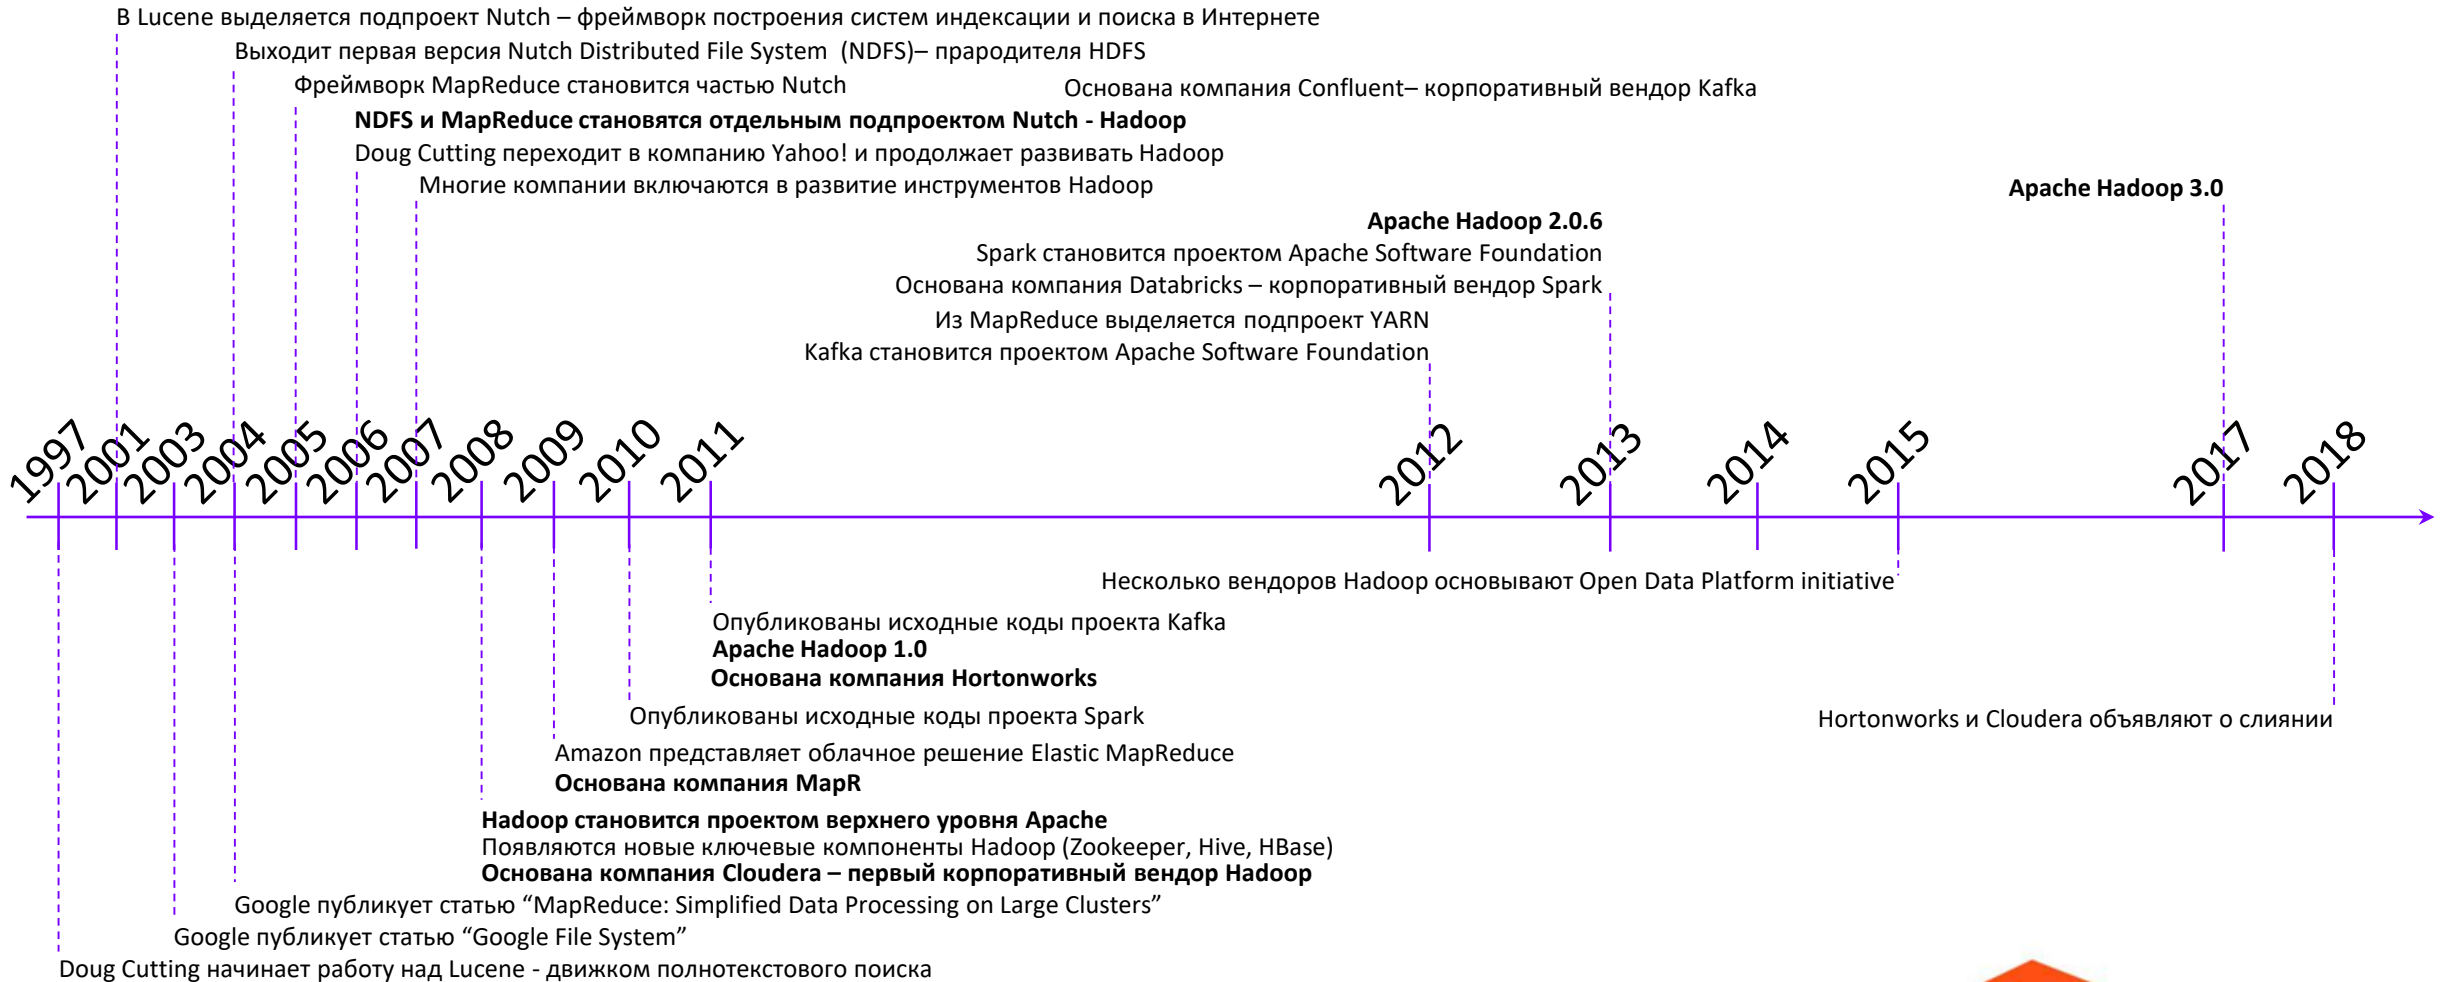 В Lucene выделяется подпроект Nutch – фреймворк построения систем индексации и поиска в Интернете
Выходит первая версия Nutch Distributed File System (NDFS)– прародителя HDFS
Фреймворк MapReduce становится частью Nutch
Основана компания Confluent– корпоративный вендор Kafka
NDFS и MapReduce становятся отдельным подпроектом Nutch - Hadoop
Doug Cutting переходит в компанию Yahoo! и продолжает развивать Hadoop
Многие компании включаются в развитие инструментов Hadoop
Apache Hadoop 3.0
Apache Hadoop 2.0.6
Spark становится проектом Apache Software Foundation
Основана компания Databricks – корпоративный вендор Spark
Из MapReduce выделяется подпроект YARN
Kafka становится проектом Apache Software Foundation
1997
2001
2003
2004
2005
2006
2007
2008
2009
2010
2011
2012
2013
2014
2015
2017
2018
Несколько вендоров Hadoop основывают Open Data Platform initiative
Опубликованы исходные коды проекта Kafka
Apache Hadoop 1.0
Основана компания Hortonworks
Опубликованы исходные коды проекта Spark
Hortonworks и Cloudera объявляют о слиянии
Amazon представляет облачное решение Elastic MapReduce
Основана компания MapR
Hadoop становится проектом верхнего уровня Apache
Появляются новые ключевые компоненты Hadoop (Zookeeper, Hive, HBase)
Основана компания Cloudera – первый корпоративный вендор Hadoop
Google публикует статью “MapReduce: Simplified Data Processing on Large Clusters”
Google публикует статью “Google File System”
Doug Cutting начинает работу над Lucene - движком полнотекстового поиска